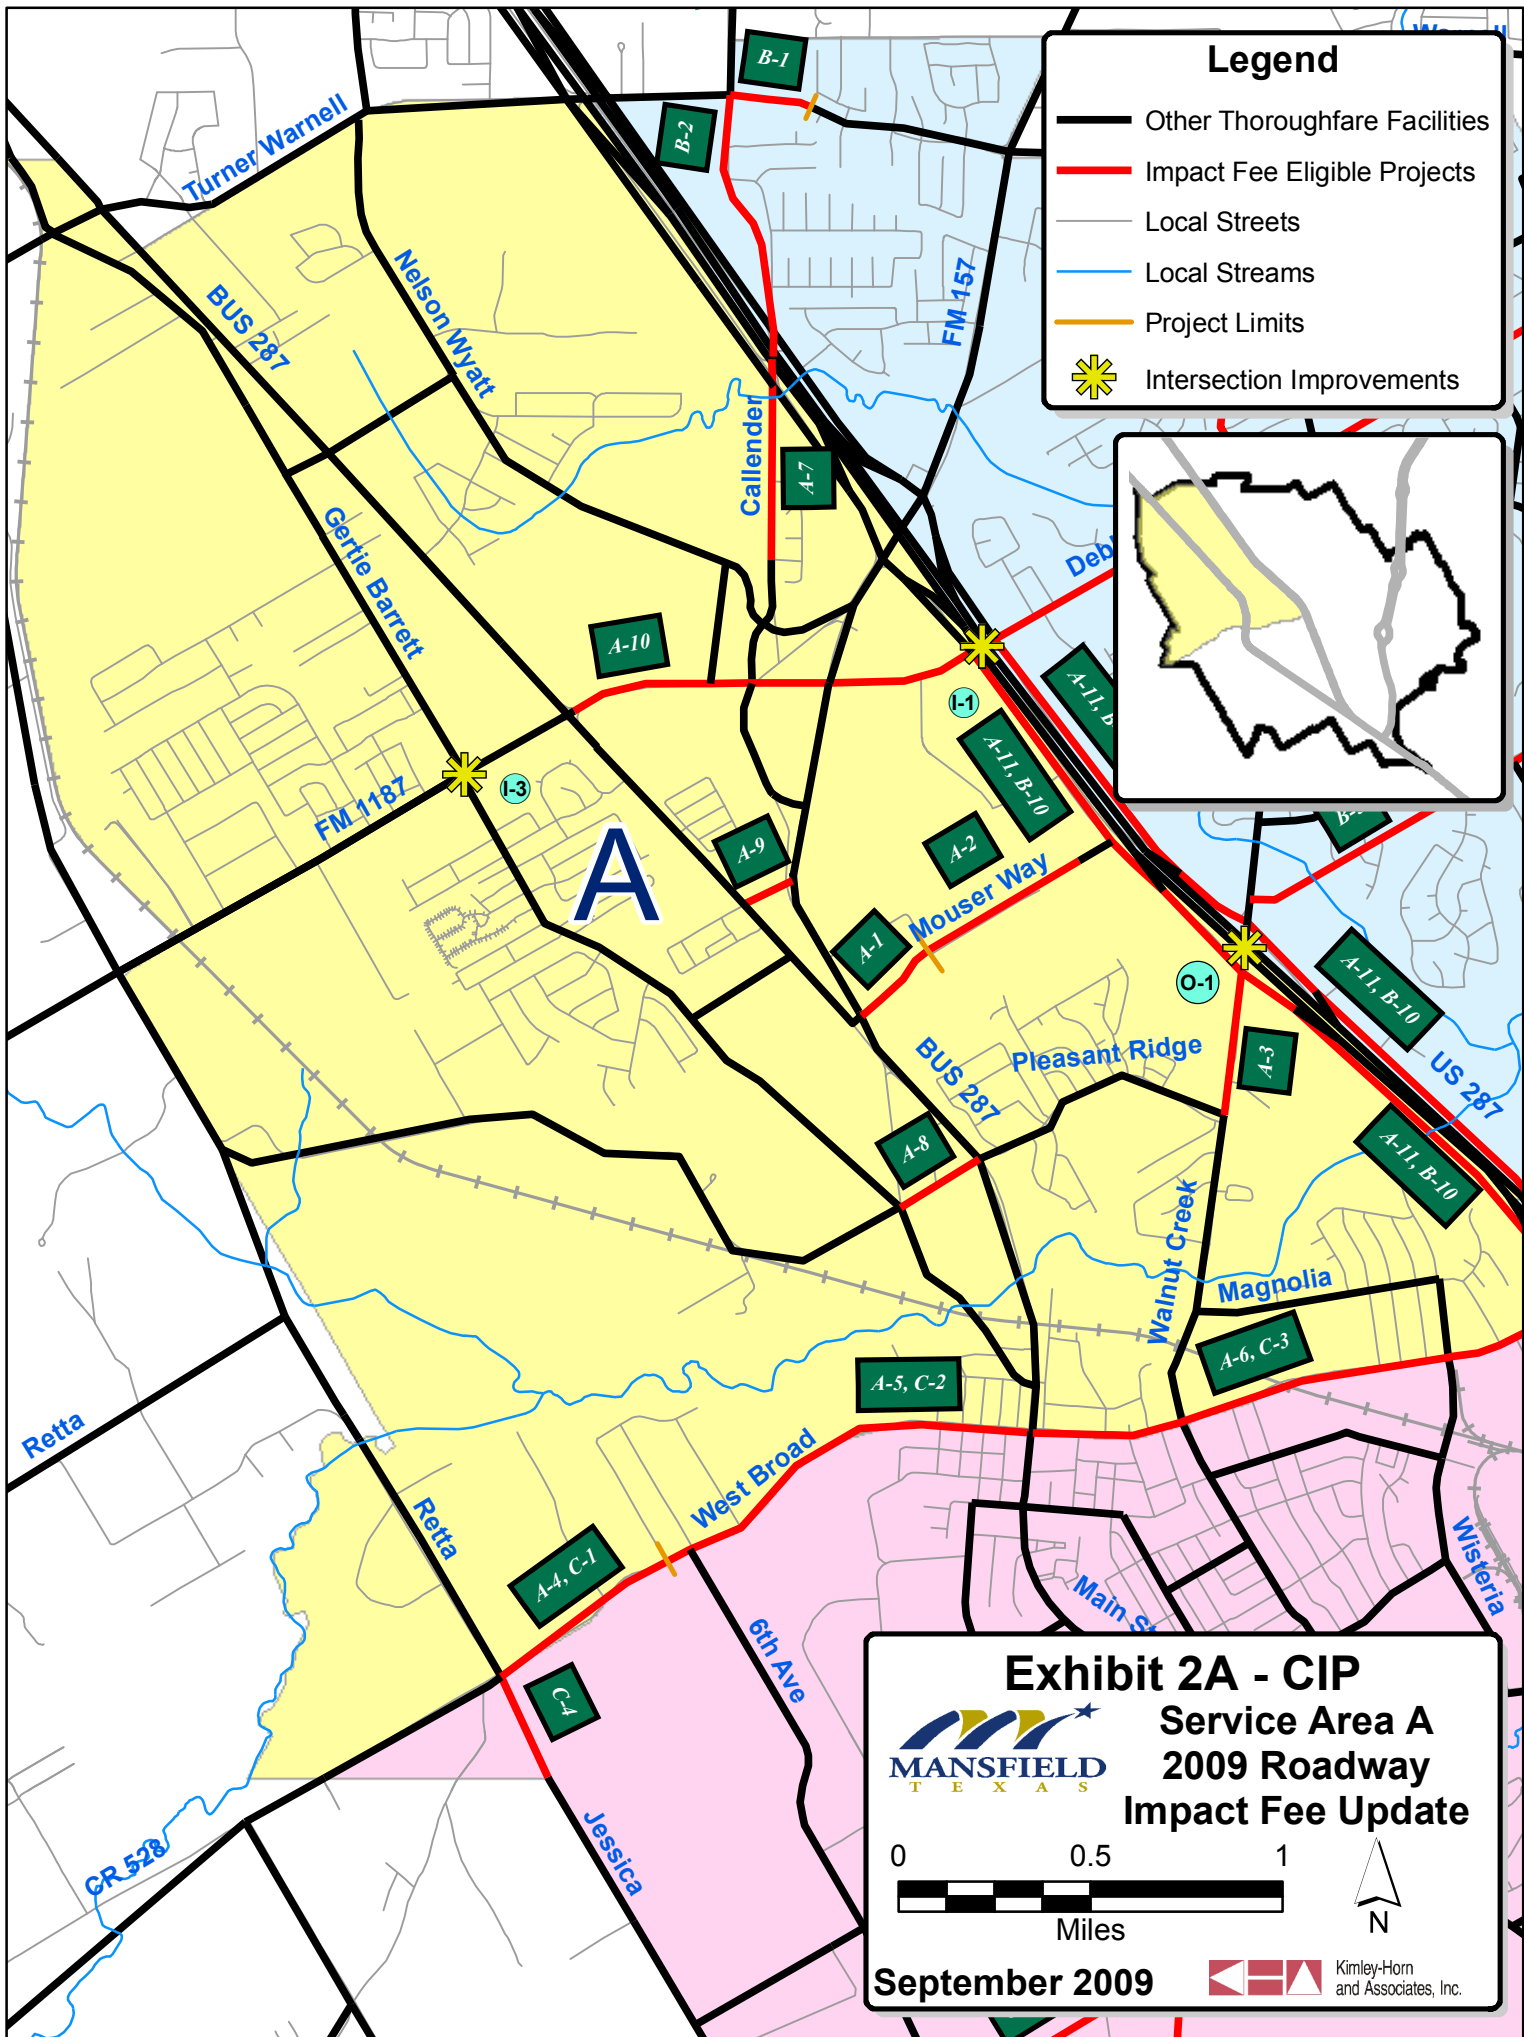 B-1
B-2
Legend
Other Thoroughfare Facilities
Impact Fee Eligible Projects
Local Streets
Local Streams
Project Limits
Intersection Improvements
Turner Warnell
BUS 287
Nelson Wyatt
FM 157
Callender
A-7
Gertie Barrett
A-10
I-1
A-11, B-10
I-3
FM 1187
A
A-9
A-2
Mouser Way
A-1
O-1
A-11, B-10
A-3
BUS 287
Pleasant Ridge
US 287
A-8
A-11, B-10
Walnut Creek
Magnolia
A-6, C-3
A-5, C-2
Retta
West Broad
Retta
A-4, C-1
Wisteria
Main St
6th Ave
C-4
Jessica
CR 528
Exhibit 2A - CIP
Service Area A
2009 Roadway
Impact Fee Update
MANSFIELD
TEXAS
0 0.5 1
Miles
N
September 2009
Kimley-Horn
and Associates, Inc.